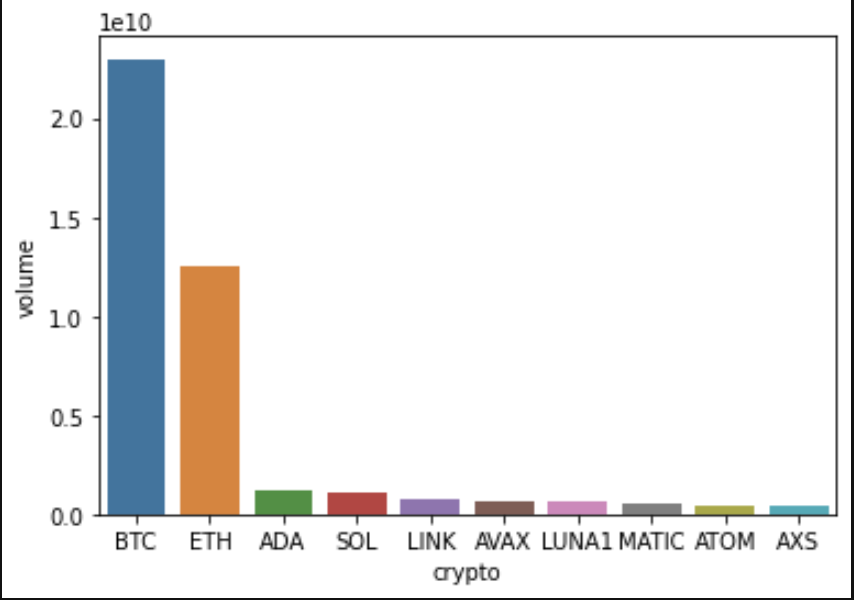 1e10
2.0
1.5
1.0
0.5
0.0
volume
BTC ETH ADA SOL LINK AVAX LUNA1 MATIC ATOM AXS
crypto